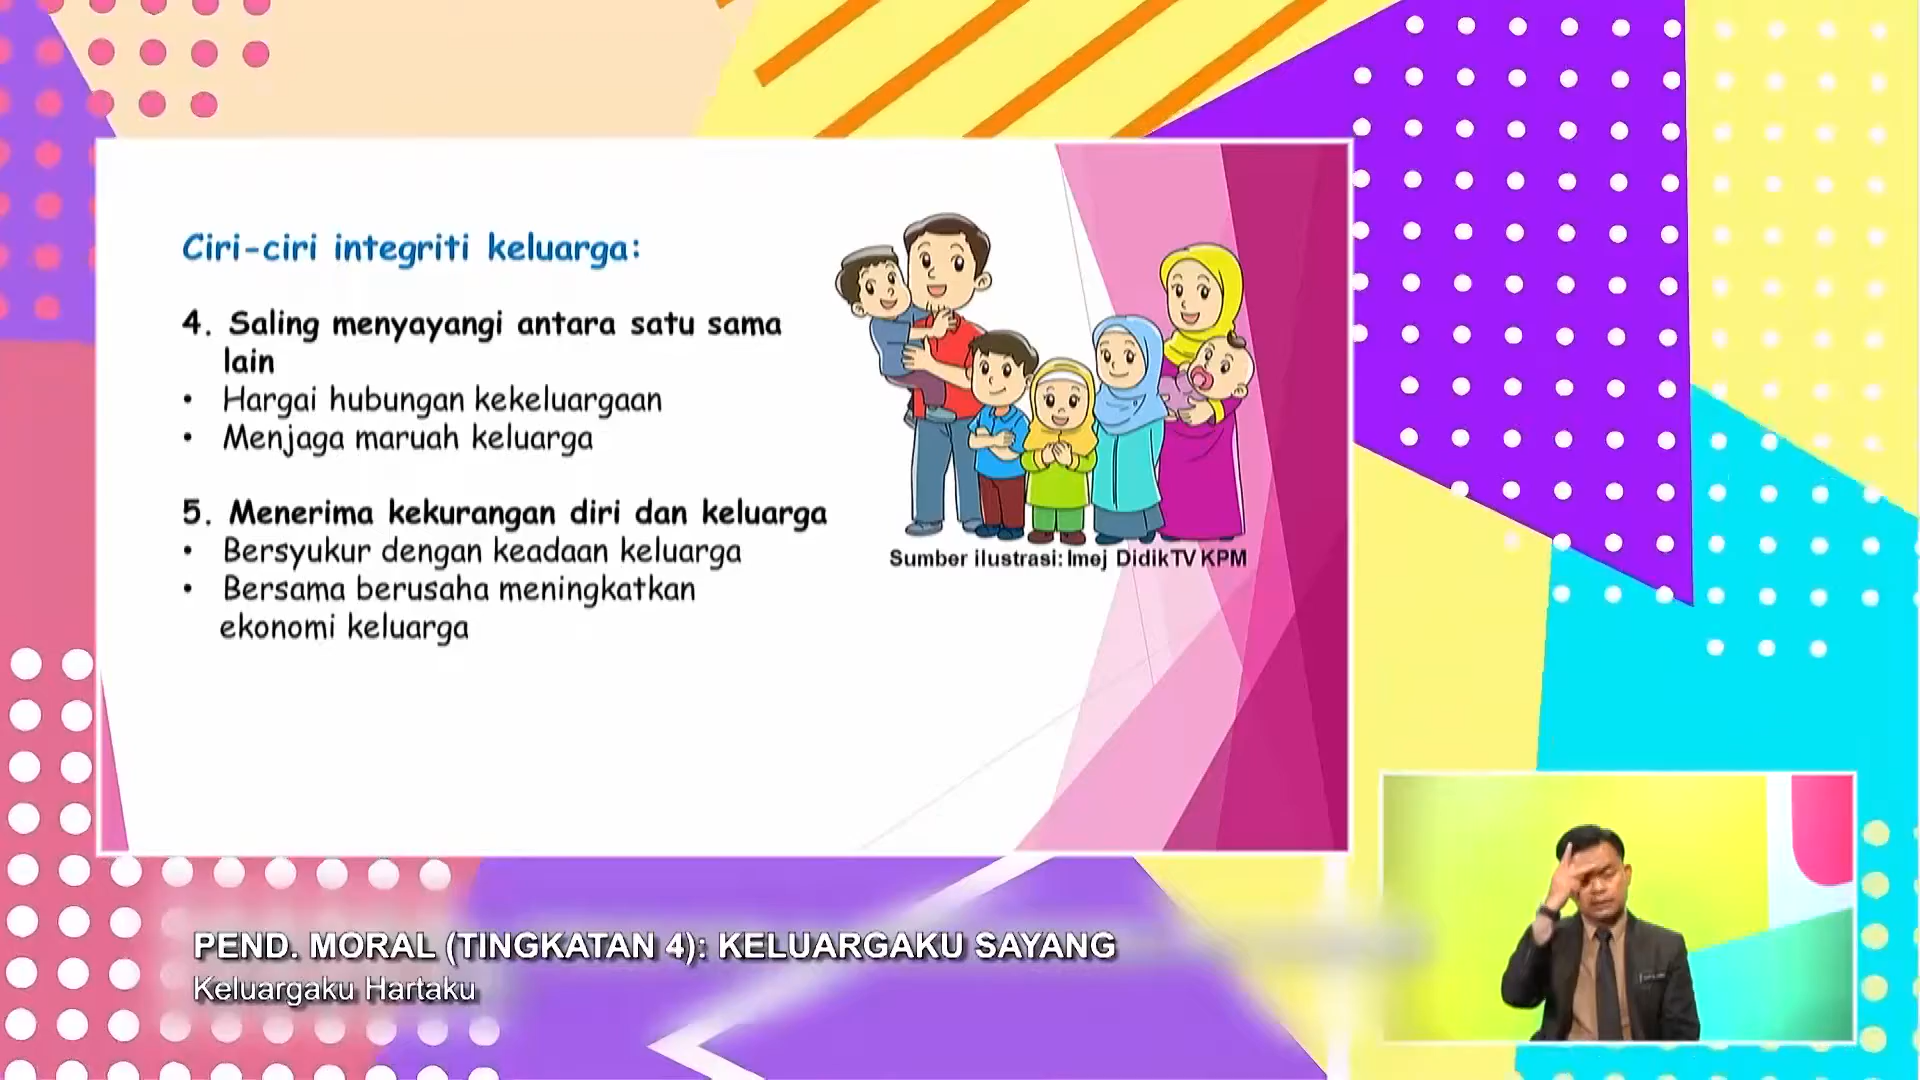 Ciri-ciri integriti keluarga:
4. Saling menyayangi antara satu sama
lain
• Hargai hubungan kekeluargaan
• Menjaga maruah keluarga
5. Menerima kekurangan diri dan keluarga
• Bersyukur dengan keadaan keluarga
• Bersama berusaha meningkatkan
ekonomi keluarga
Sumber ilustrasi: Imej DidikTV KPM
PEND. MORAL (TINGKATAN 4): KELUARGAKU SAYANG
Keluargaku Hartaku